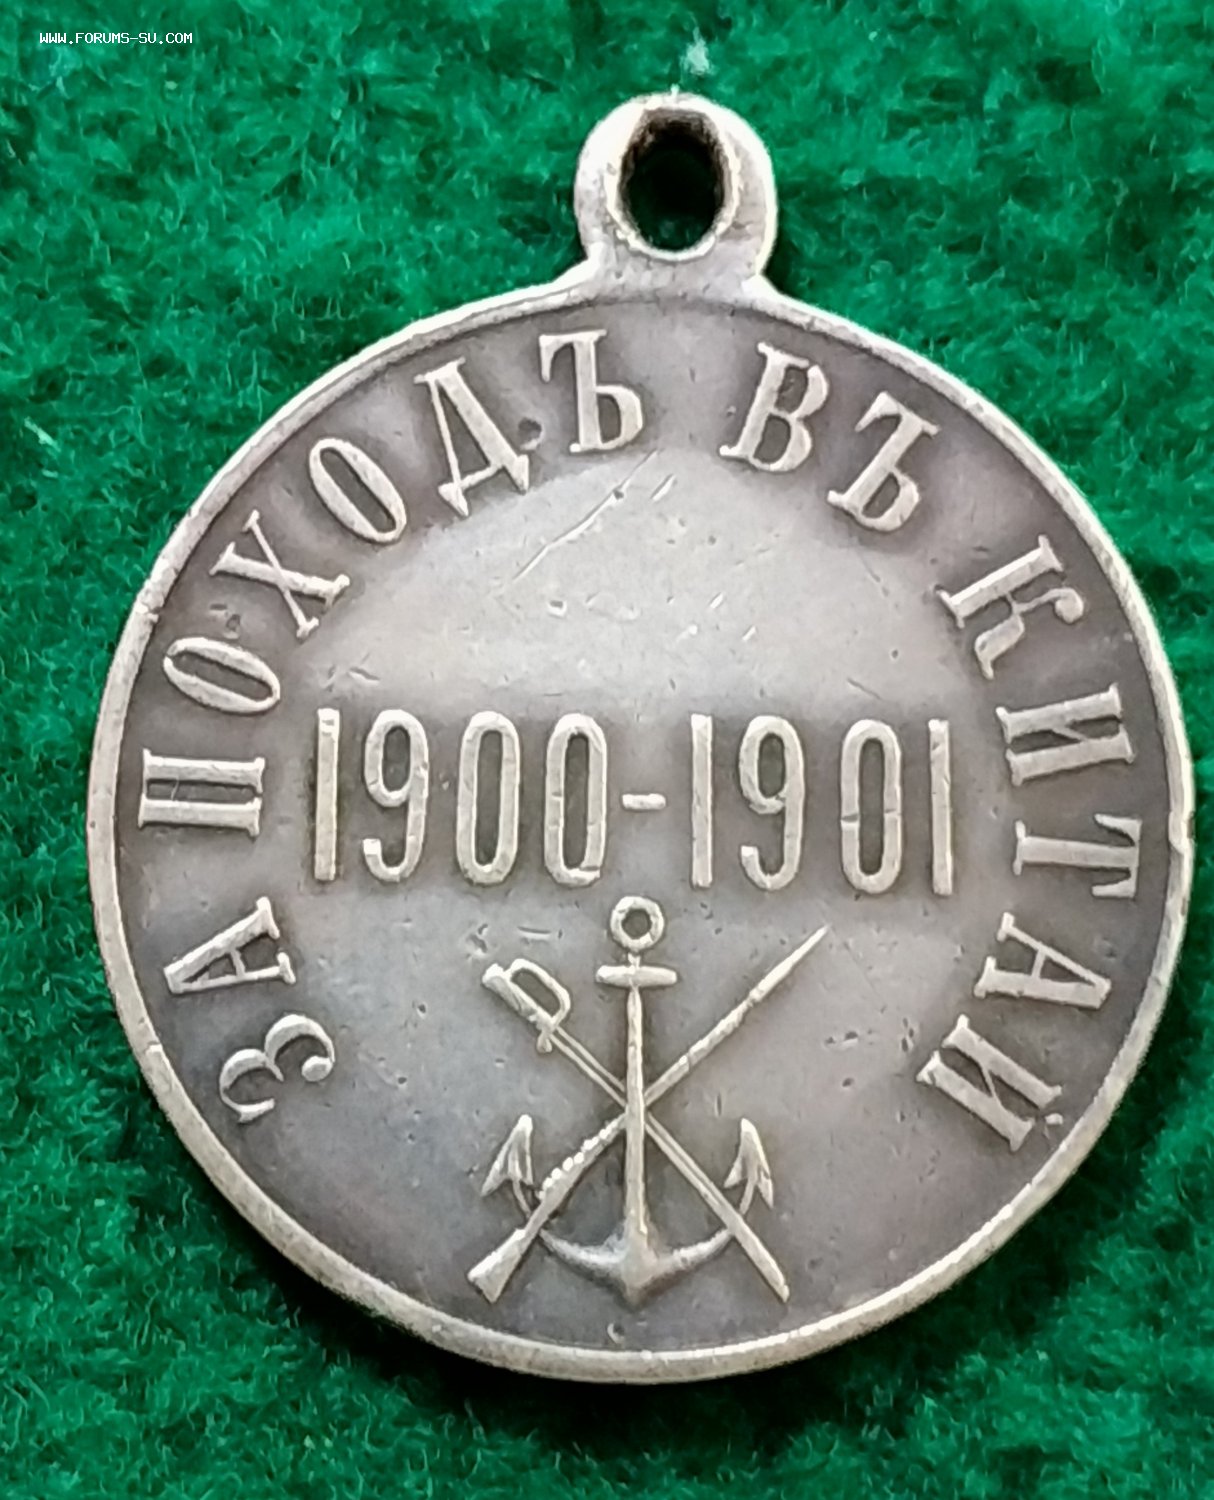 WWW.FORUMS-SU.COM
ЗА ПОХОДЪ ВЪ КИТАЙ
1900-1901